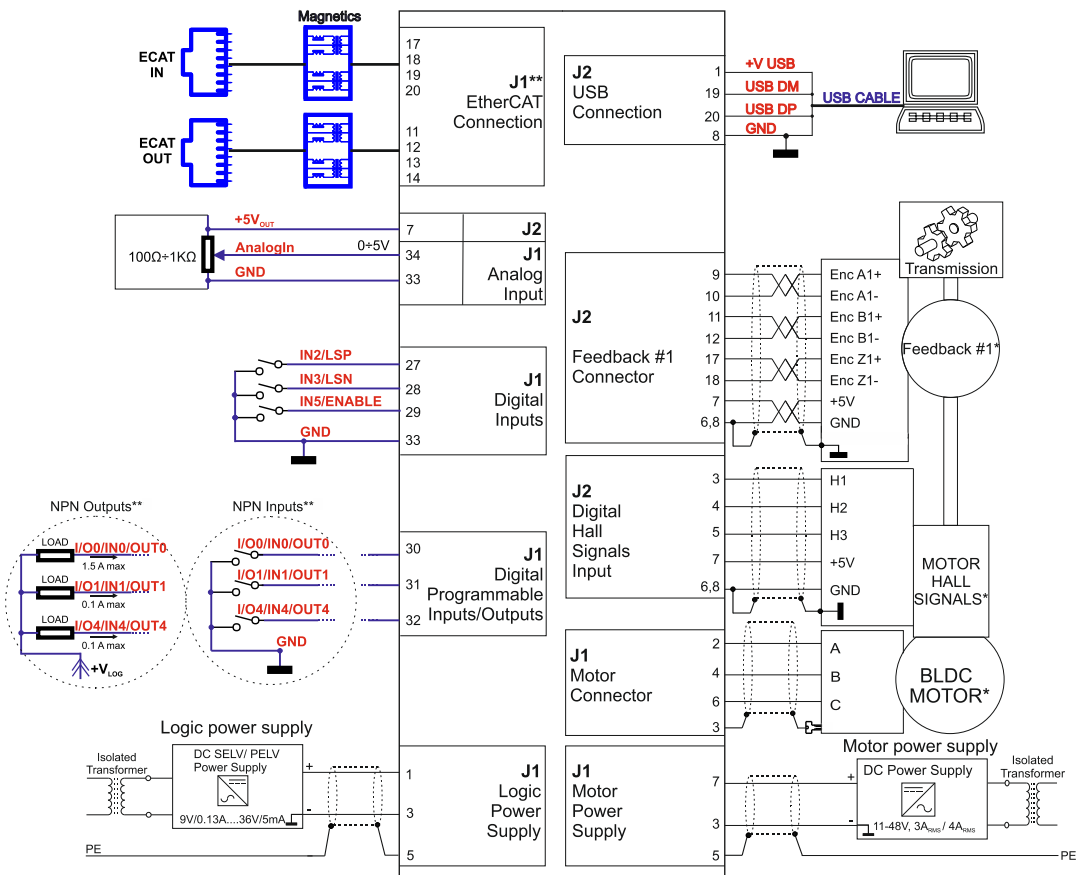 Magnetics
ECAT
IN
17
18
19
20
J1**
EtherCAT
Connection
ECAT
OUT
11
12
13
14
J2
USB
Connection
1
19
20
8
+V USB
USB DM
USB DP
GND
USB CABLE
100Ω÷1KΩ
+5VOUT
AnalogIn
0÷5V
GND
7
34
33
J2
J1
Analog
Input
J2
Feedback #1
Connector
9
10
11
12
17
18
7
6,8
Enc A1+
Enc A1-
Enc B1+
Enc B1-
Enc Z1+
Enc Z1-
+5V
GND
Transmission
Feedback #1*
IN2/LSP
IN3/LSN
IN5/ENABLE
GND
27
28
29
33
J1
Digital
Inputs
J2
Digital
Hall
Signals
Input
3
4
5
7
6,8
H1
H2
H3
+5V
GND
MOTOR
HALL
SIGNALS*
NPN Outputs**
LOAD
I/O0/IN0/OUT0
1.5 A max
LOAD
I/O1/IN1/OUT1
0.1 A max
LOAD
I/O4/IN4/OUT4
0.1 A max
+VLOG
NPN Inputs**
I/O0/IN0/OUT0
I/O1/IN1/OUT1
I/O4/IN4/OUT4
GND
30
31
32
J1
Digital
Programmable
Inputs/Outputs
J1
Motor
Connector
2
4
6
3
A
B
C
BLDC
MOTOR*
Logic power supply
Isolated
Transformer
DC SELV/ PELV
Power Supply
9V/0.13A....36V/5mA
+
-
PE
1
3
5
J1
Logic
Power
Supply
J1
Motor
Power
Supply
7
3
5
Motor power supply
+
-
DC Power Supply
11-48V, 3ARMS/ 4ARMS
Isolated
Transformer
PE